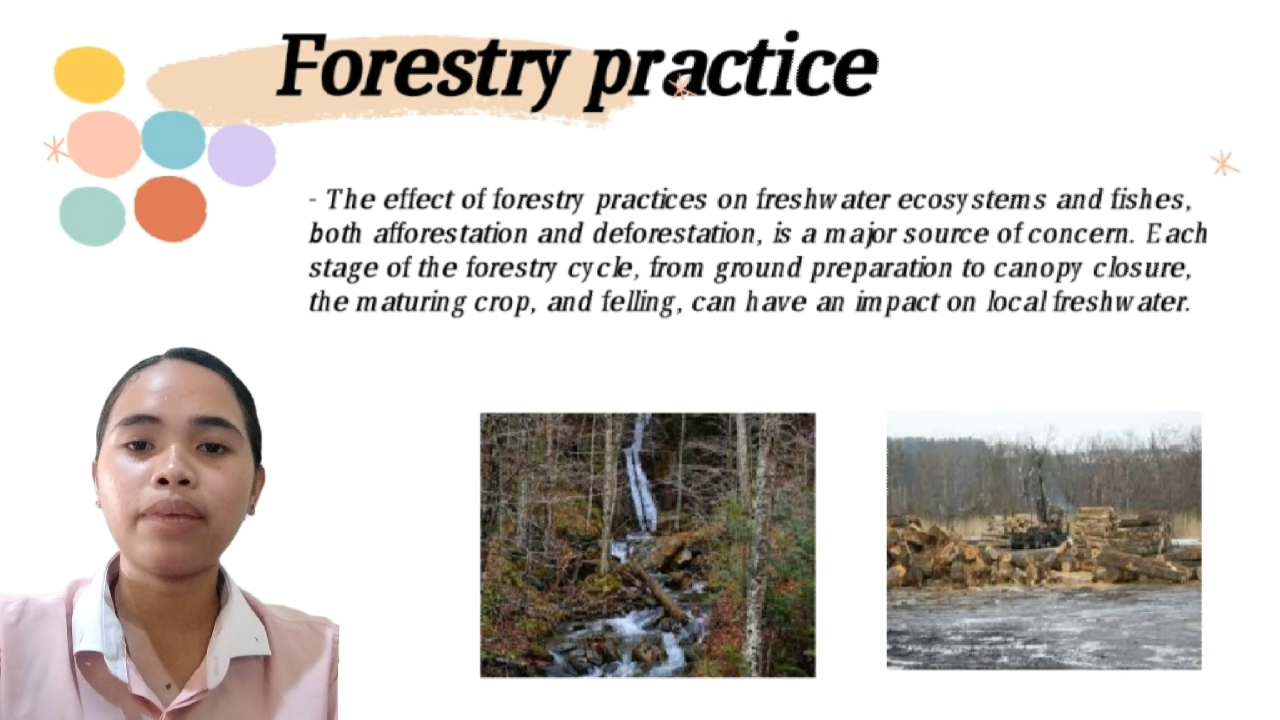 Forestry practice
- The effect of forestry practices on freshwater ecosystems and fishes,
both afforestation and deforestation, is a major source of concern. Each
stage of the forestry cycle, from ground preparation to canopy closure,
the maturing crop, and felling, can have an impact on local freshwater.